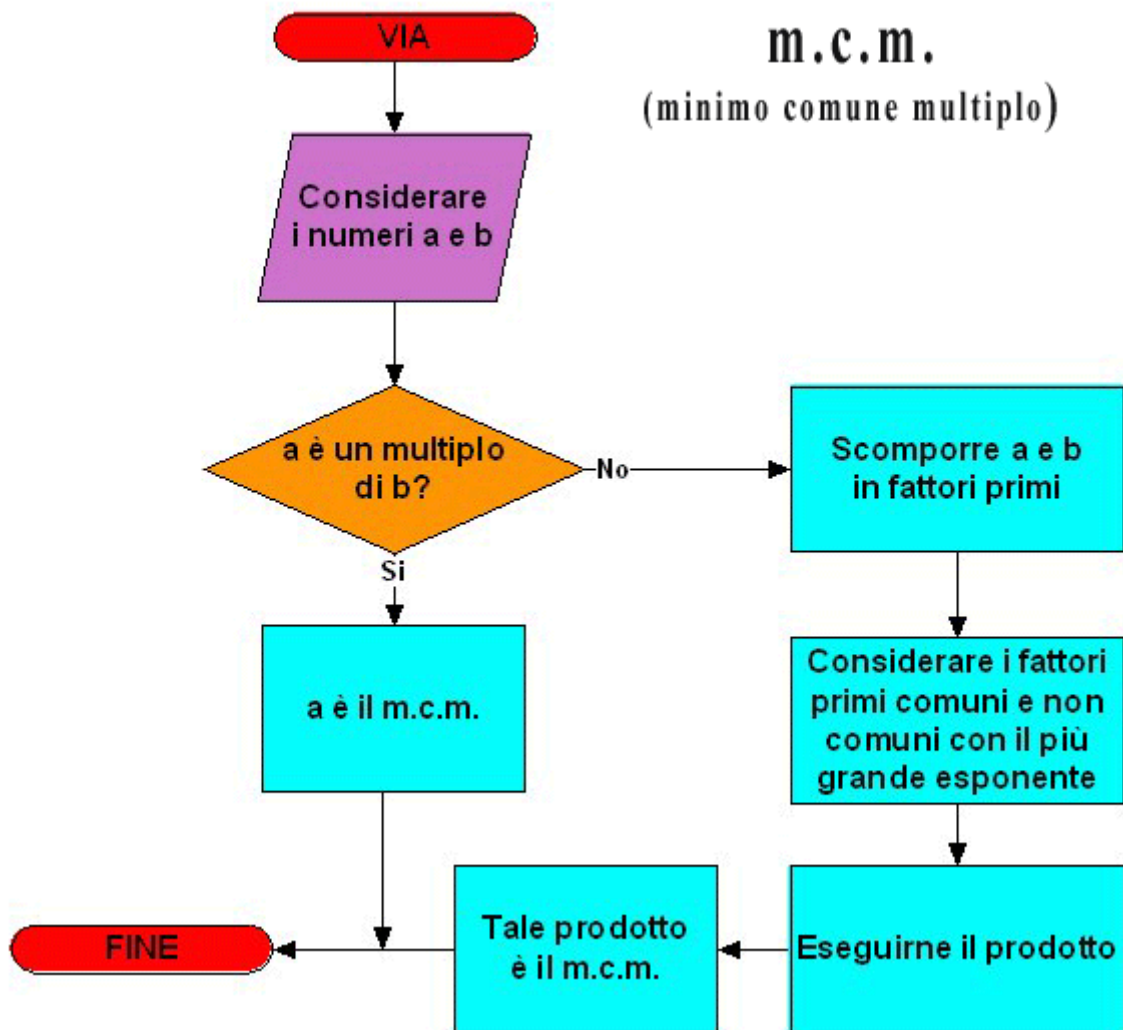 VIA
m.c.m.
(minimo comune multiplo)
Considerare
i numeri a e b
a è un multiplo
di b?
No
Scomporre a e b
in fattori primi
Si
a è il m.c.m.
Considerare i fattori
primi comuni e non
comuni con il più
grande esponente
Eseguirne il prodotto
Tale prodotto
è il m.c.m.
FINE